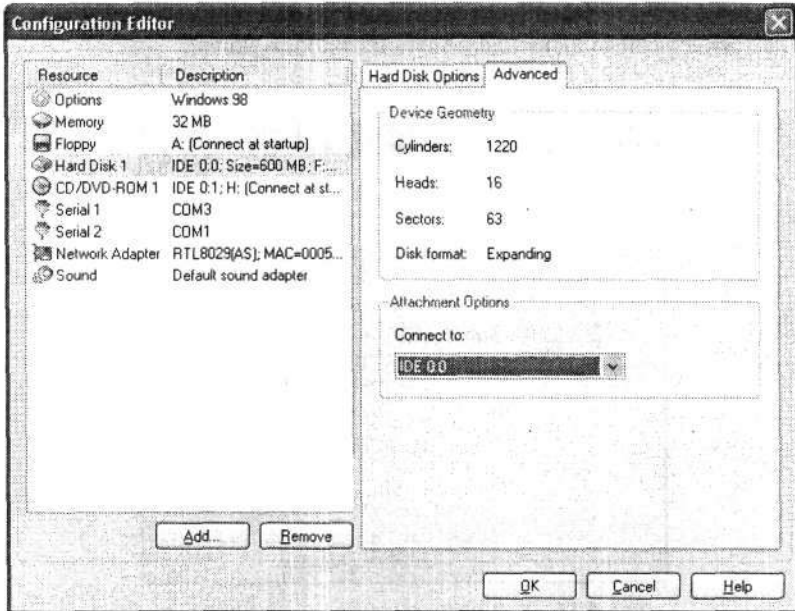 Configuration Editor
Resource Description
Options Windows 98
Memory 32 MB
Floppy A: (Connect at startup)
Hard Disk 1 IDE 0:0; Size=600 MB; F:...
CD/DVD-ROM 1 IDE 0:1; H: (Connect at st...
Serial 1 COM3
Serial 2 COM1
Network Adapter RTL8029(AS); MAC=0005...
Sound Default sound adapter
Add... Remove
Hard Disk Options Advanced
Device Geometry
Cylinders: 1220
Heads: 16
Sectors: 63
Disk format: Expanding
Attachment Options
Connect to:
IDE 0:0
OK Cancel Help